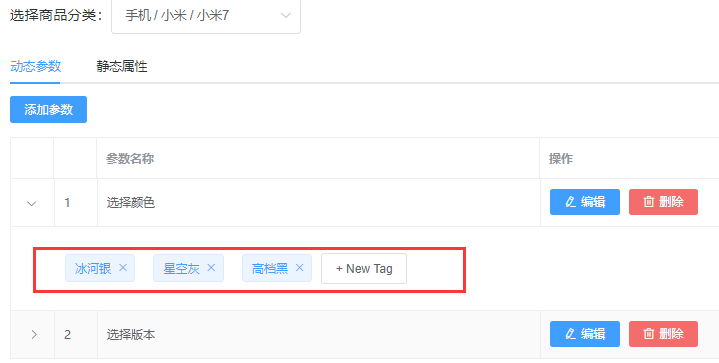 选择商品分类： 手机 / 小米 / 小米7
动态参数 静态属性
添加参数
参数名称 操作
1 选择颜色 编辑 删除
冰河银 × 星空灰 × 高档黑 × + New Tag
2 选择版本 编辑 删除